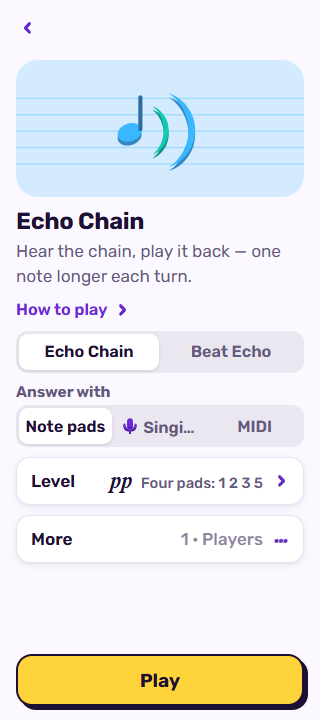 Echo Chain
Hear the chain, play it back — one
note longer each turn.
How to play
Echo Chain
Beat Echo
Answer with
Note pads
Singi...
MIDI
Level
pp
Four pads: 1 2 3 5
More
1 • Players
Play